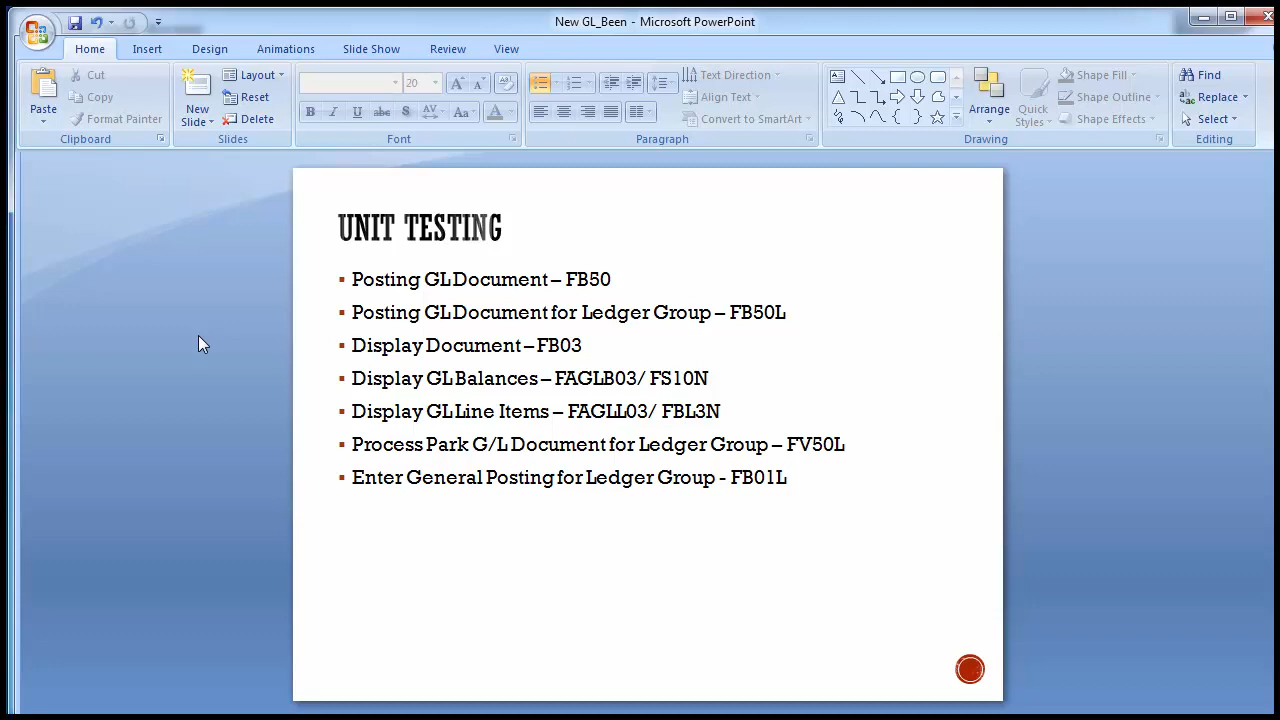 New GL_Been - Microsoft PowerPoint
Home Insert Design Animations Slide Show Review View
Paste
Cut
Copy
Format Painter
Clipboard
New Slide
Layout
Reset
Delete
Slides
20
B I U abc S AV Aa A
Font
Text Direction
Align Text
Convert to SmartArt
Paragraph
Arrange
Quick Styles
Shape Fill
Shape Outline
Shape Effects
Drawing
Find
Replace
Select
Editing
UNIT TESTING
▪ Posting GL Document – FB50
▪ Posting GL Document for Ledger Group – FB50L
▪ Display Document – FB03
▪ Display GL Balances – FAGLB03/ FS10N
▪ Display GL Line Items – FAGLL03/ FBL3N
▪ Process Park G/L Document for Ledger Group – FV50L
▪ Enter General Posting for Ledger Group - FB01L